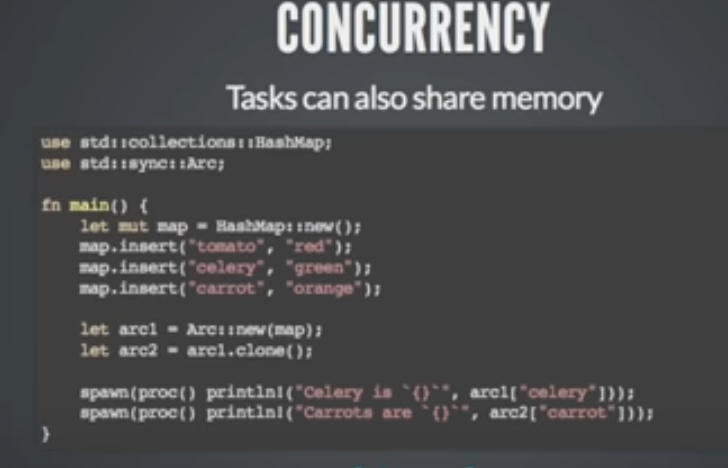 CONCURRENCY
Tasks can also share memory
use std::collections::HashMap;
use std::sync::Arc;
fn main() {
let mut map = HashMap::new();
map.insert("tomato", "red");
map.insert("celery", "green");
map.insert("carrot", "orange");
let arc1 = Arc::new(map);
let arc2 = arc1.clone();
spawn(proc() println!("Celery is `{}`", arc1["celery"]));
spawn(proc() println!("Carrots are `{}`", arc2["carrot"]));
}